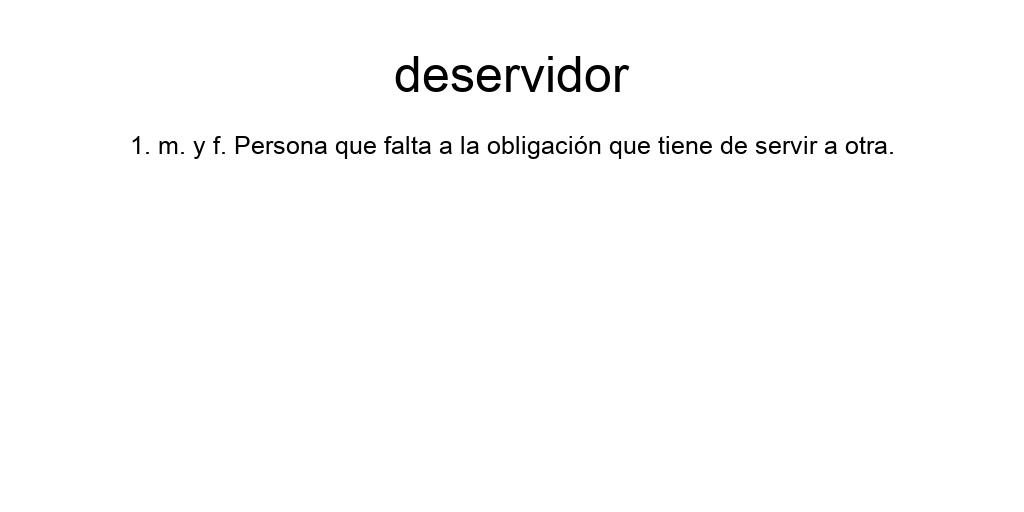 deservidor
1. m. y f. Persona que falta a la obligación que tiene de servir a otra.